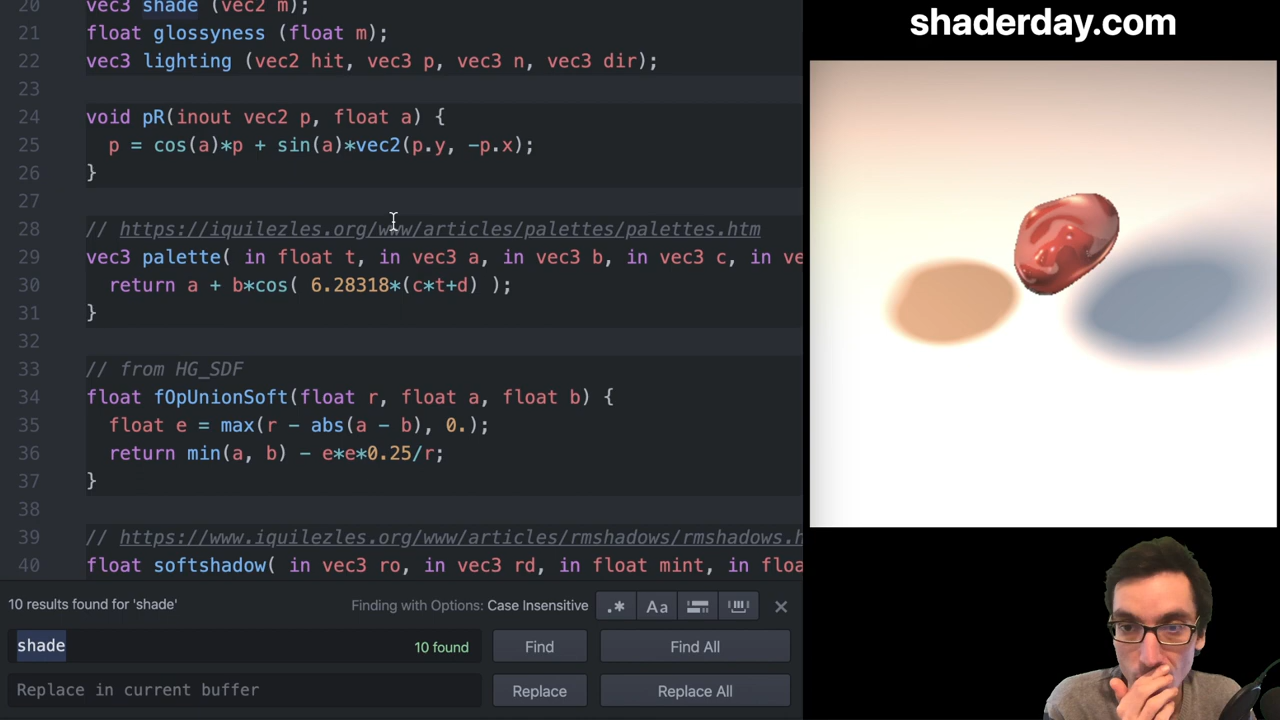 20 vec3 shade (vec2 m);
21 float glossyness (float m);
22 vec3 lighting (vec2 hit, vec3 p, vec3 n, vec3 dir);
23
24 void pR(inout vec2 p, float a) {
25 p = cos(a)*p + sin(a)*vec2(p.y, -p.x);
26 }
27
28 // https://iquilezles.org/www/articles/palettes/palettes.htm
29 vec3 palette( in float t, in vec3 a, in vec3 b, in vec3 c, in ve
30 return a + b*cos( 6.28318*(c*t+d) );
31 }
32
33 // from HG_SDF
34 float fOpUnionSoft(float r, float a, float b) {
35 float e = max(r - abs(a - b), 0.);
36 return min(a, b) - e*e*0.25/r;
37 }
38
39 // https://www.iquilezles.org/www/articles/rmshadows/rmshadows.h
40 float softshadow( in vec3 ro, in vec3 rd, in float mint, in floa
10 results found for 'shade'
Finding with Options: Case Insensitive
.* Aa
shade
10 found
Find
Find All
Replace in current buffer
Replace
Replace All
shaderday.com